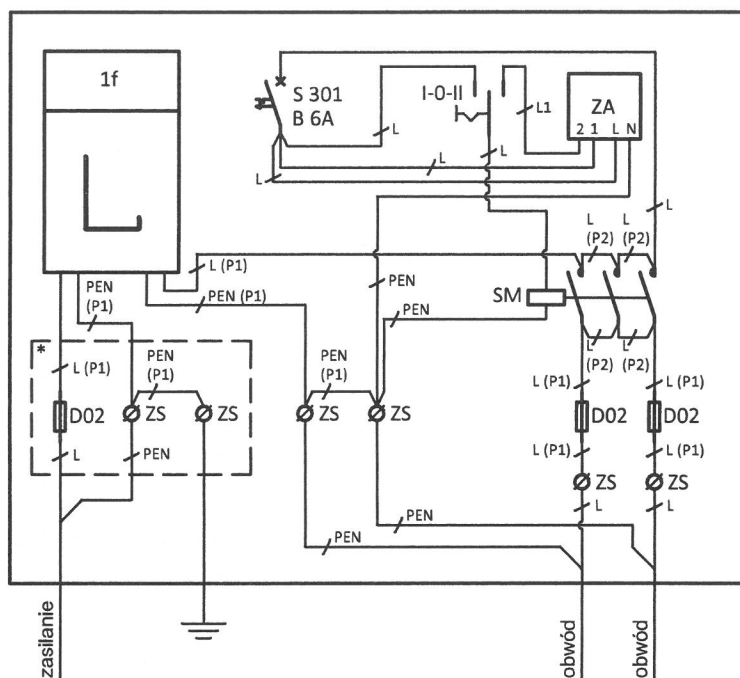 1f
S 301
B 6A
I-0-II
ZA
2 1 L N
L
L1
L
L
L
L
L
(P2)
L
(P2)
L (P1)
PEN
(P1)
PEN (P1)
PEN
SM
PEN
*
L (P1)
PEN
(P1)
PEN
(P1)
L
(P2)
L
(P2)
L (P1)
L (P1)
D02
ZS
ZS
ZS
ZS
D02
D02
L
PEN
L (P1)
L (P1)
ZS
ZS
L
L
PEN
PEN
zasilanie
obwód
obwód